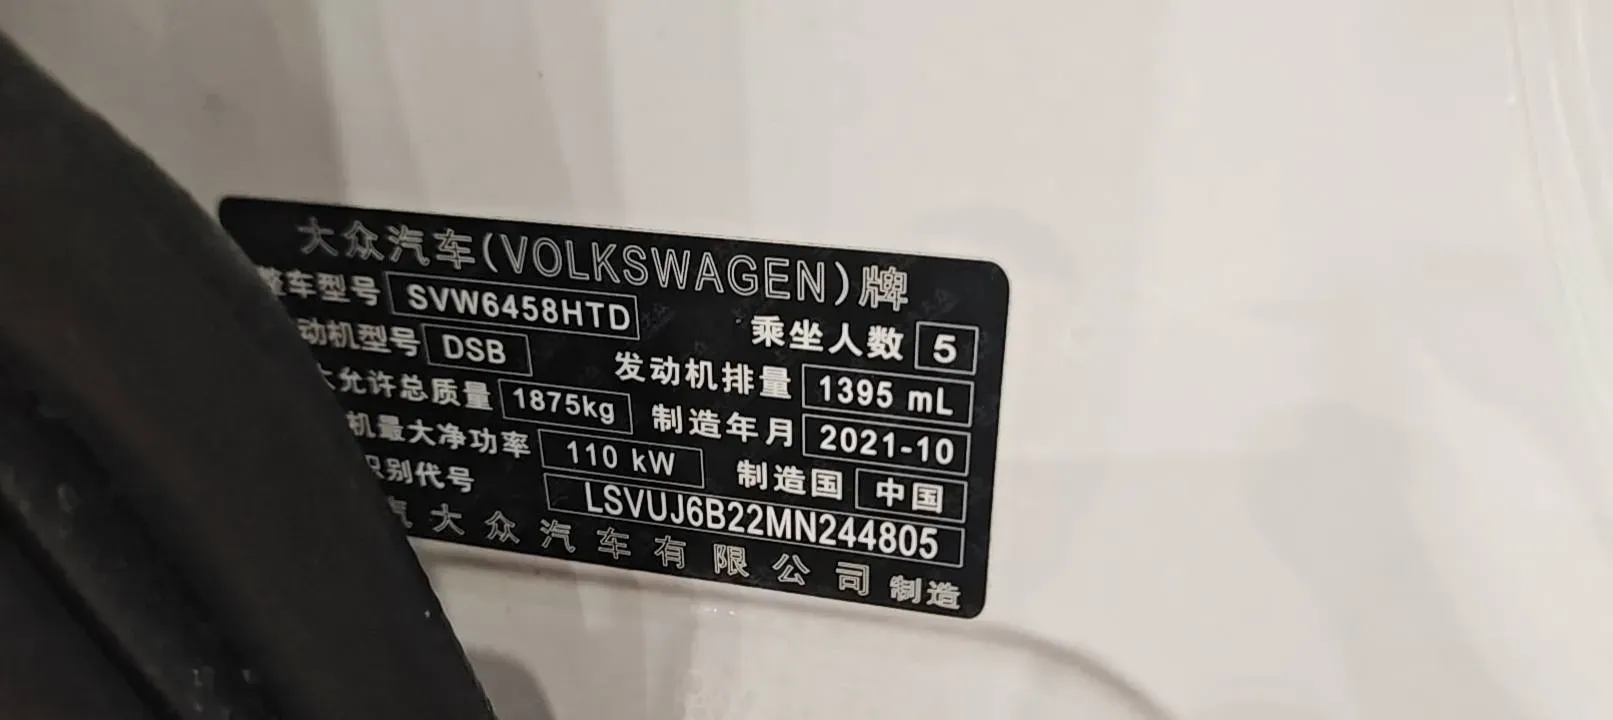 大众汽车(VOLKSWAGEN)牌
整车型号 SVW6458HTD 乘坐人数 5
动机型号 DSB 发动机排量 1395 mL
大允许总质量 1875kg 制造年月 2021-10
机最大净功率 110 kW 制造国 中国
识别代号 LSVUJ6B22MN244805
汽大众汽车有限公司 制造